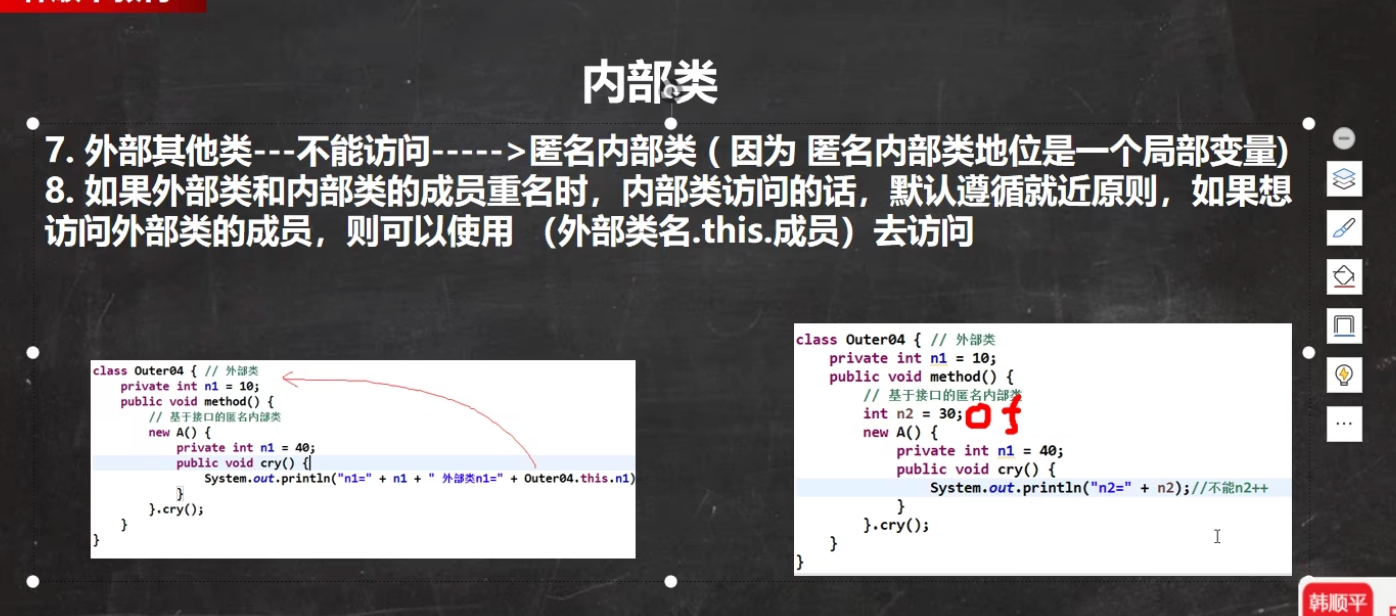 内部类
7. 外部其他类---不能访问----->匿名内部类 ( 因为 匿名内部类地位是一个局部变量)
8. 如果外部类和内部类的成员重名时，内部类访问的话，默认遵循就近原则，如果想
访问外部类的成员，则可以使用 （外部类名.this.成员）去访问
class Outer04 { // 外部类
private int n1 = 10;
public void method() {
// 基于接口的匿名内部类
new A() {
private int n1 = 40;
public void cry() {
System.out.println("n1=" + n1 + " 外部类n1=" + Outer04.this.n1)
}
}.cry();
}
}
class Outer04 { // 外部类
private int n1 = 10;
public void method() {
// 基于接口的匿名内部类
int n2 = 30;
new A() {
private int n1 = 40;
public void cry() {
System.out.println("n2=" + n2);//不能n2++
}
}.cry();
}
}
韩顺平